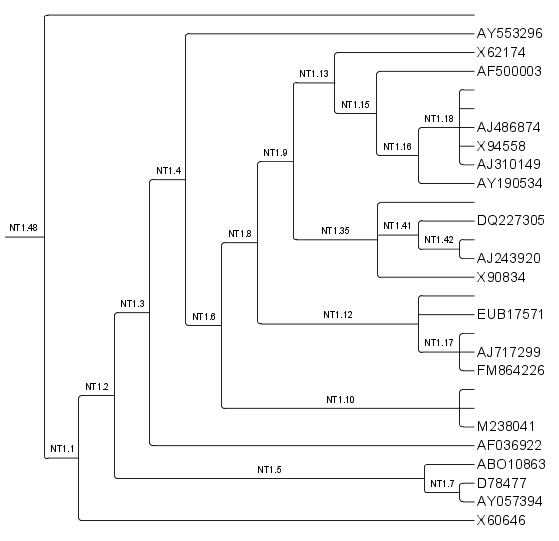 AY553296
X62174
AF500003
NT1.13
NT1.15
NT1.18
AJ486874
X94558
NT1.9
NT1.16
AJ310149
NT1.4
AY190534
DQ227305
NT1.48
NT1.8
NT1.35
NT1.41
NT1.42
AJ243920
X90834
NT1.3
NT1.6
NT1.12
EUB17571
NT1.17
AJ717299
FM864226
NT1.2
NT1.10
M238041
AF036922
NT1.1
ABO10863
NT1.5
NT1.7
D78477
AY057394
X60646